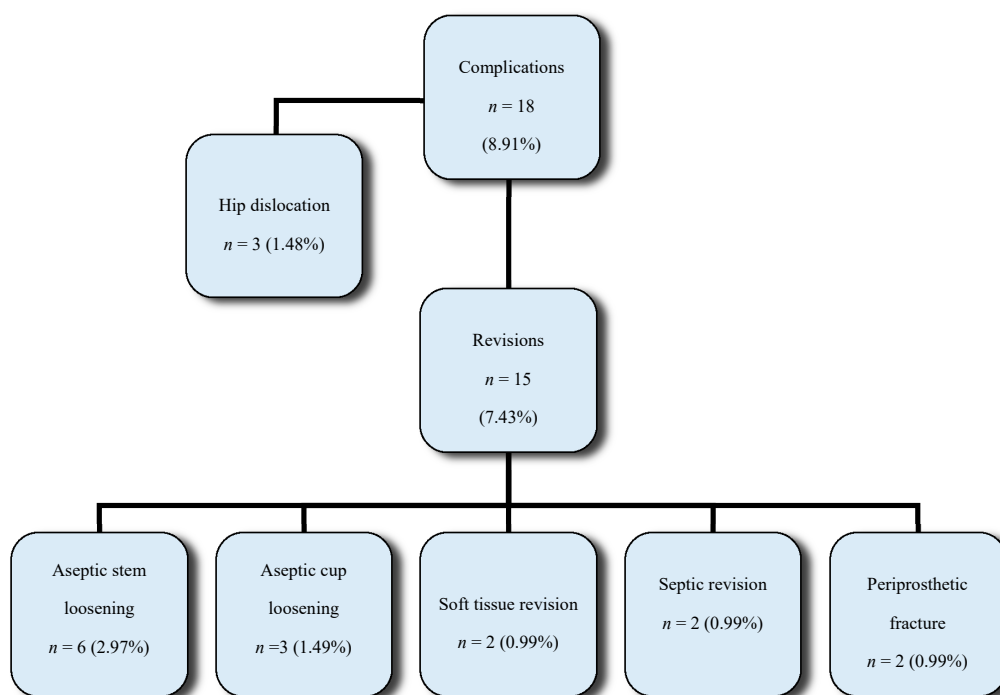 Complications
n = 18
(8.91%)
Hip dislocation
n = 3 (1.48%)
Revisions
n = 15
(7.43%)
Aseptic stem
loosening
n = 6 (2.97%)
Aseptic cup
loosening
n =3 (1.49%)
Soft tissue revision
n = 2 (0.99%)
Septic revision
n = 2 (0.99%)
Periprosthetic
fracture
n = 2 (0.99%)